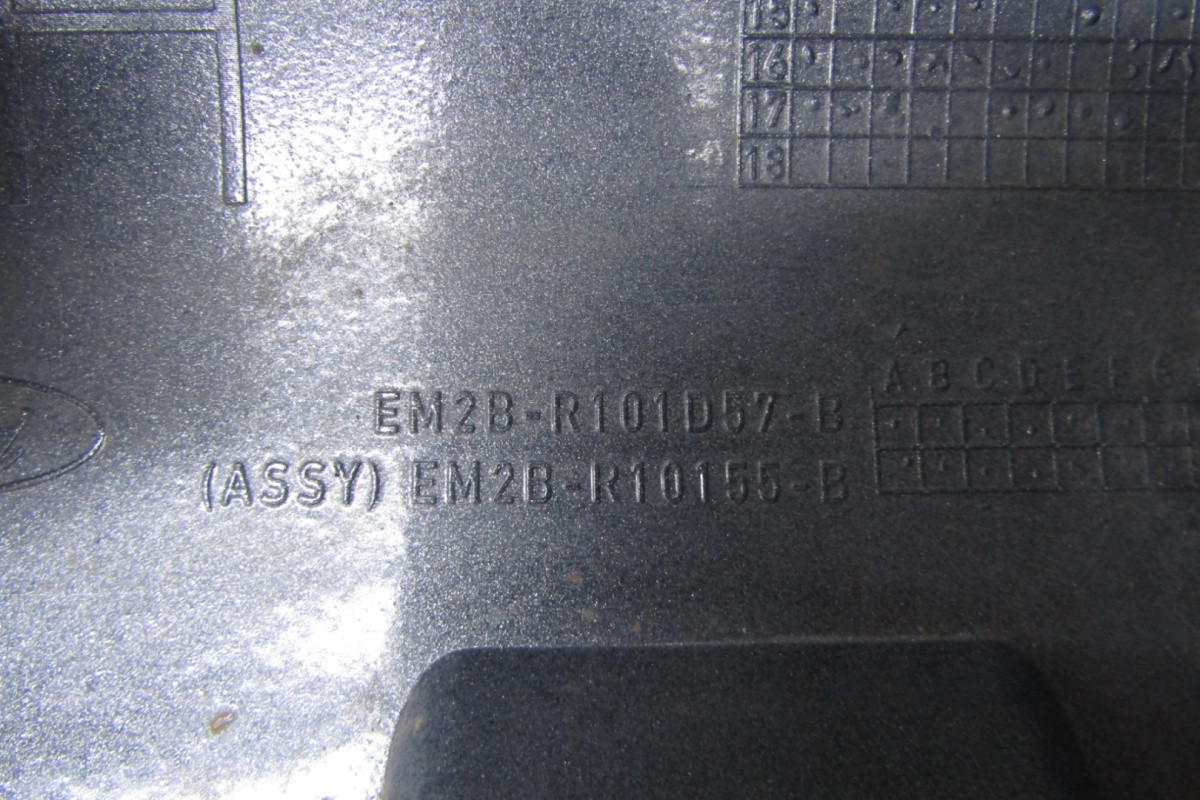 15
16
17
18
A B C D E F G
EM2B-R101D57-B
(ASSY) EM2B-R10155-B